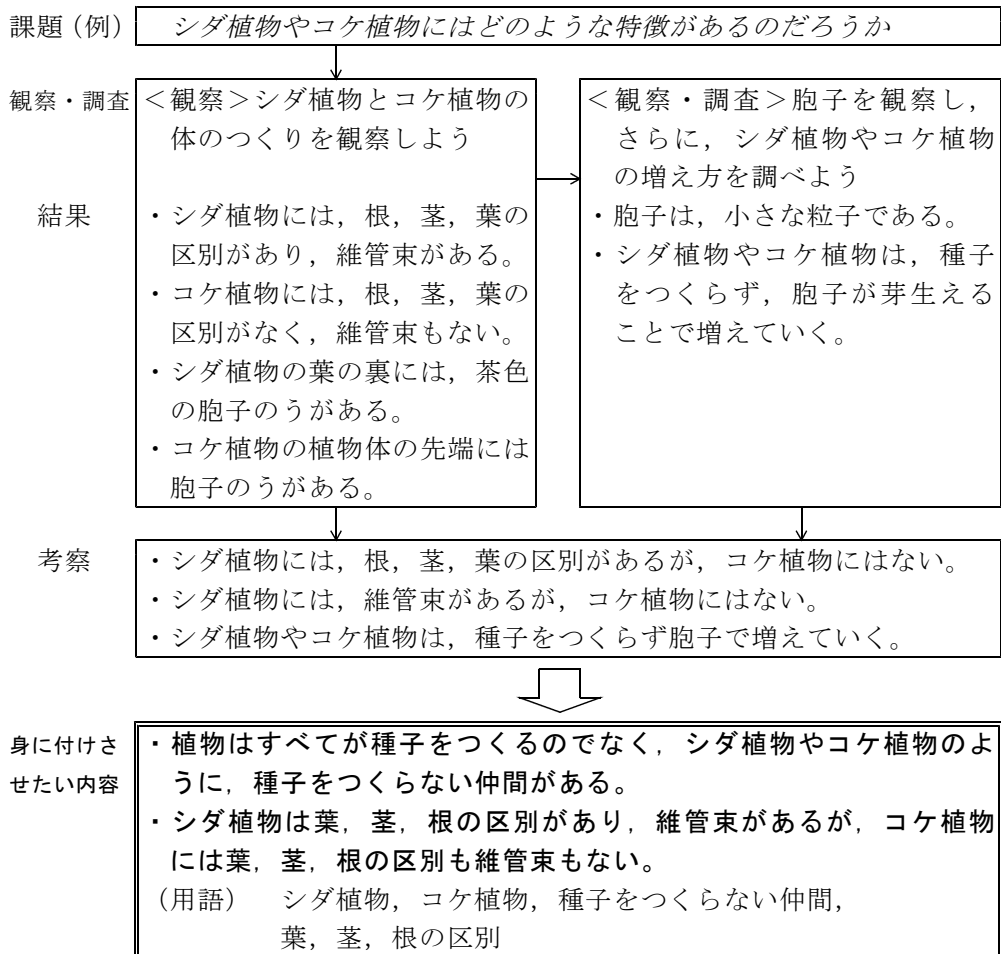 課題（例） シダ植物やコケ植物にはどのような特徴があるのだろうか
観察・調査
＜観察＞シダ植物とコケ植物の
体のつくりを観察しよう
結果
・シダ植物には，根，茎，葉の
区別があり，維管束がある。
・コケ植物には，根，茎，葉の
区別がなく，維管束もない。
・シダ植物の葉の裏には，茶色
の胞子のうがある。
・コケ植物の植物体の先端には
胞子のうがある。
＜観察・調査＞胞子を観察し，
さらに，シダ植物やコケ植物
の増え方を調べよう
・胞子は，小さな粒子である。
・シダ植物やコケ植物は，種子
をつくらず，胞子が芽生える
ことで増えていく。
考察
・シダ植物には，根，茎，葉の区別があるが，コケ植物にはない。
・シダ植物には，維管束があるが，コケ植物にはない。
・シダ植物やコケ植物は，種子をつくらず胞子で増えていく。
身に付けさ
せたい内容
・植物はすべてが種子をつくるのでなく，シダ植物やコケ植物のよ
うに，種子をつくらない仲間がある。
・シダ植物は葉，茎，根の区別があり，維管束があるが，コケ植物
には葉，茎，根の区別も維管束もない。
（用語） シダ植物，コケ植物，種子をつくらない仲間，
葉，茎，根の区別